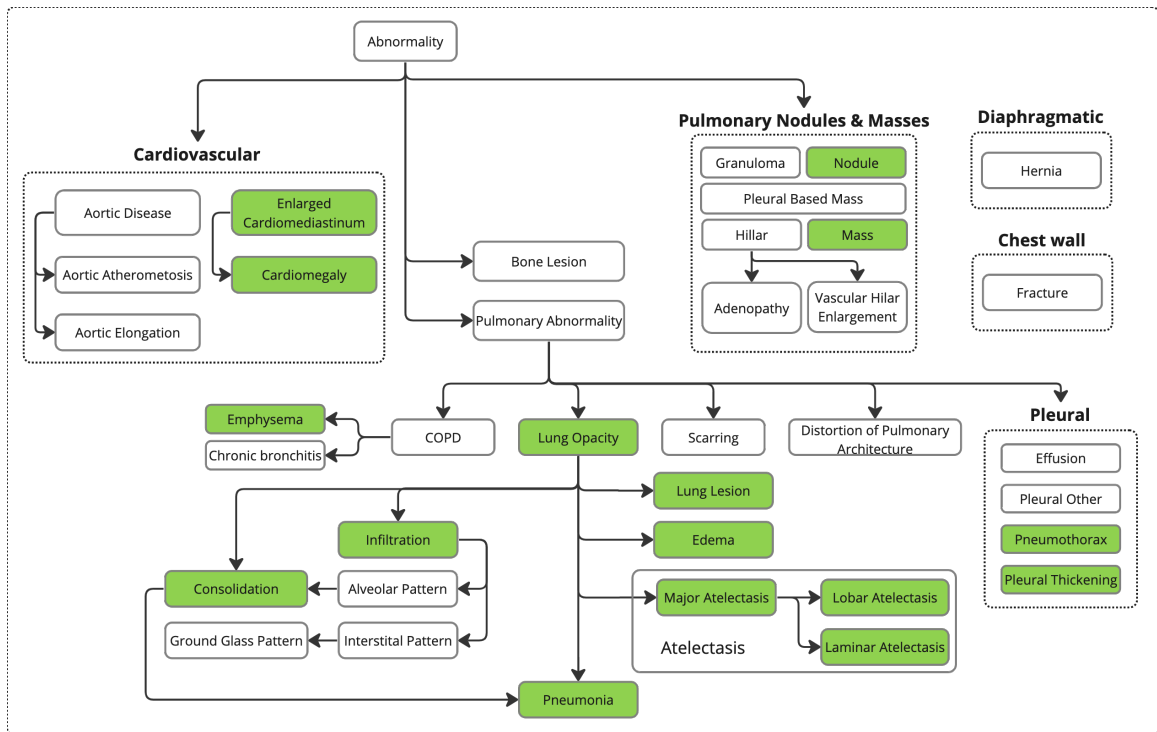 Abnormality
Cardiovascular
Aortic Disease
Enlarged
Cardiomediastinum
Aortic Atherometosis
Cardiomegaly
Aortic Elongation
Bone Lesion
Pulmonary Abnormality
Pulmonary Nodules & Masses
Granuloma
Nodule
Pleural Based Mass
Hillar
Mass
Adenopathy
Vascular Hilar
Enlargement
Diaphragmatic
Hernia
Chest wall
Fracture
Emphysema
Chronic bronchitis
COPD
Lung Opacity
Scarring
Distortion of Pulmonary
Architecture
Pleural
Effusion
Pleural Other
Pneumothorax
Pleural Thickening
Lung Lesion
Infiltration
Edema
Consolidation
Alveolar Pattern
Ground Glass Pattern
Interstital Pattern
Major Atelectasis
Lobar Atelectasis
Laminar Atelectasis
Atelectasis
Pneumonia